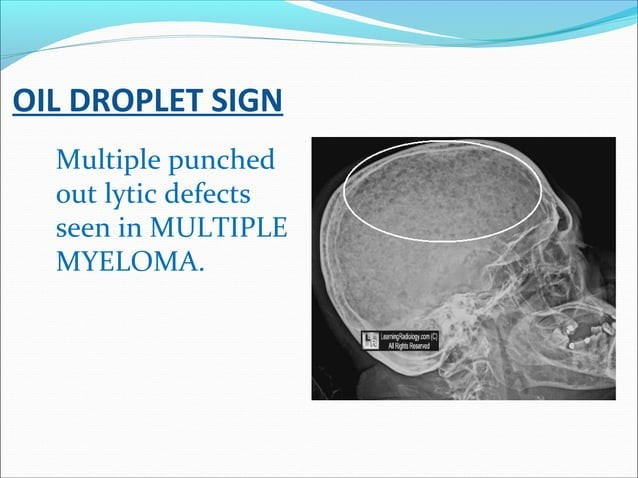 OIL DROPLET SIGN
Multiple punched
out lytic defects
seen in MULTIPLE
MYELOMA.
LearningRadiology.com (C)
All Rights Reserved